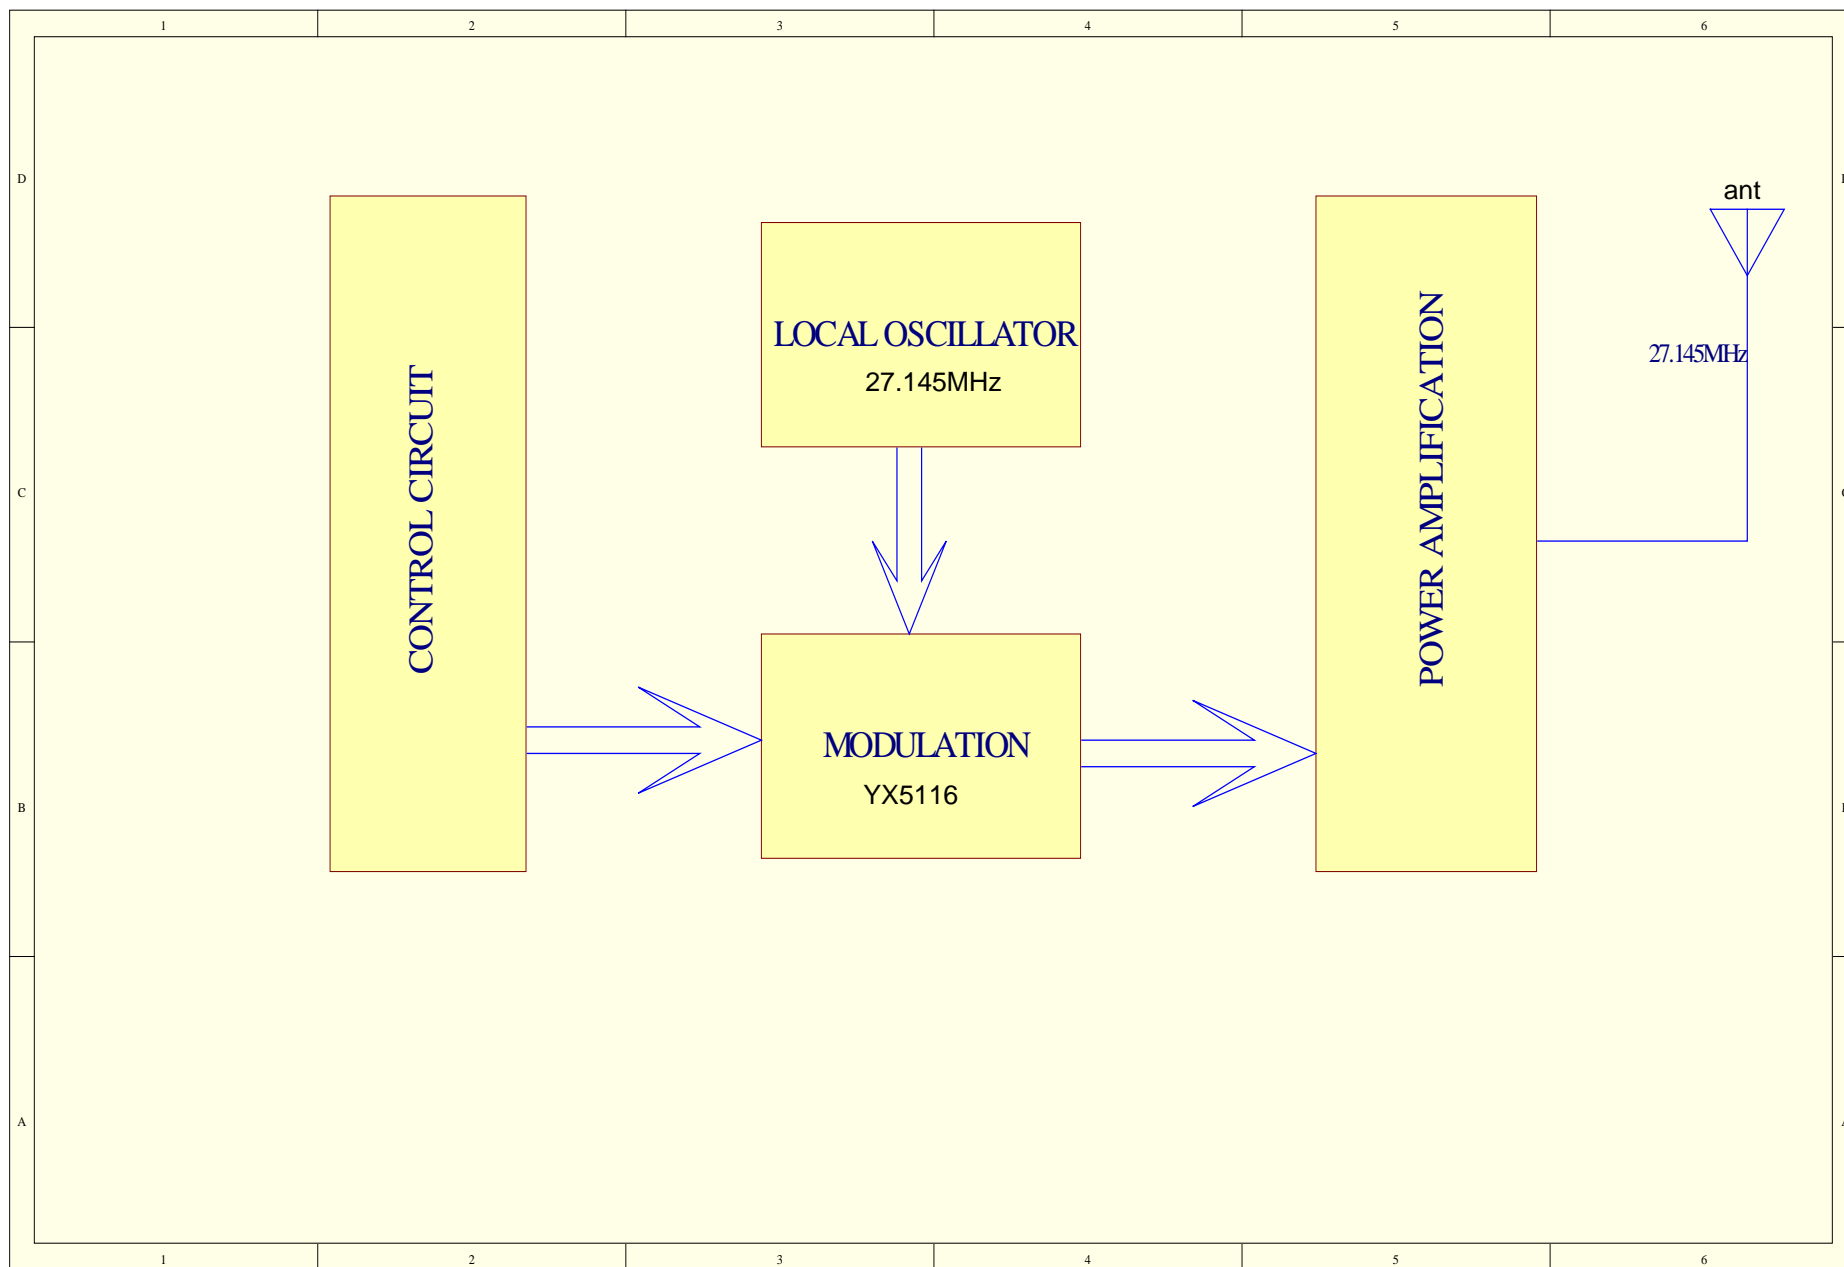 1 2 3 4 5 6
D
ant
LOCAL OSCILLATOR
27.145MHz
27.145MHz
CONTROL CIRCUIT
POWER AMPLIFICATION
C
MODULATION
YX5116
B
A
1 2 3 4 5 6